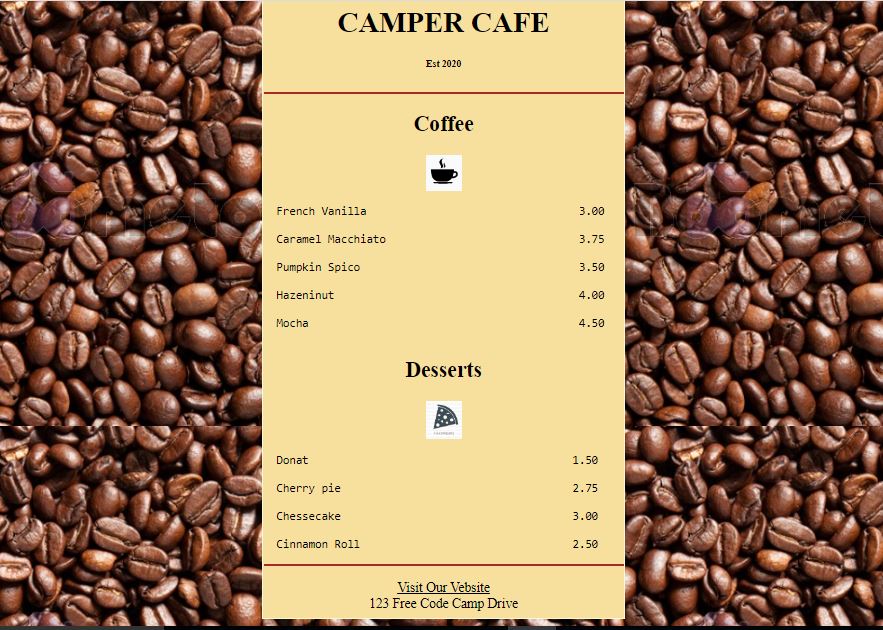 CAMPER CAFE
Est 2020
Coffee
French Vanilla 3.00
Caramel Macchiato 3.75
Pumpkin Spico 3.50
Hazeninut 4.00
Mocha 4.50
Desserts
Donat 1.50
Cherry pie 2.75
Chessecake 3.00
Cinnamon Roll 2.50
Visit Our Vebsite
123 Free Code Camp Drive